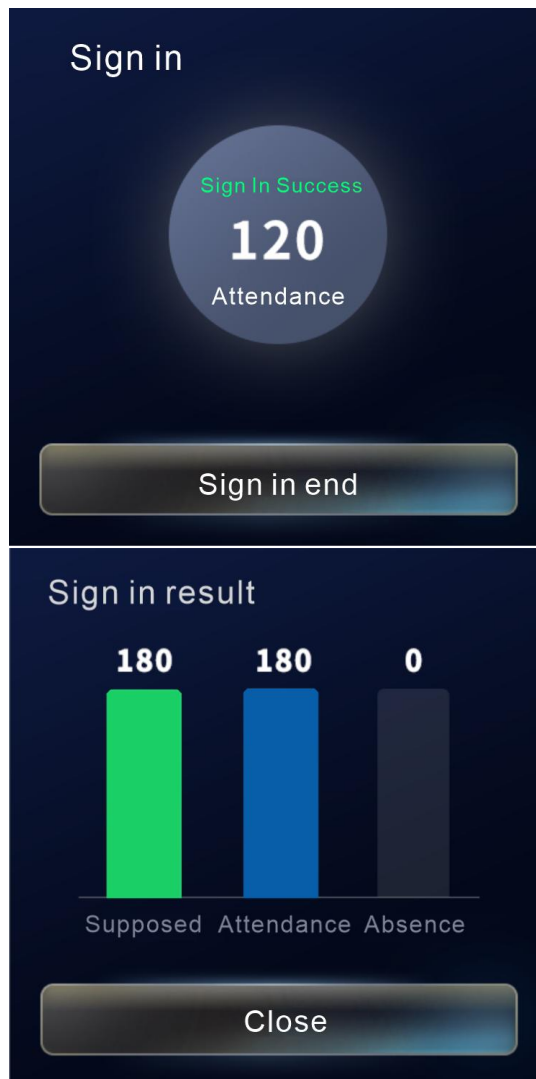 Sign in
Sign In Success
120
Attendance
Sign in end
Sign in result
180 180 0
Supposed Attendance Absence
Close